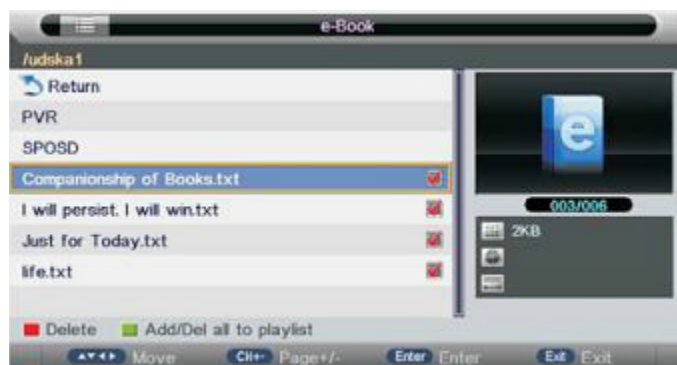 e-Book
/udska1
Return
PVR
SPOSD
Companionship of Books.txt
I will persist. I will win.txt
Just for Today.txt
life.txt
e
003/006
2KB
Delete Add/Del all to playlist
Move CH+- Page+/- Enter Enter Exit Exit